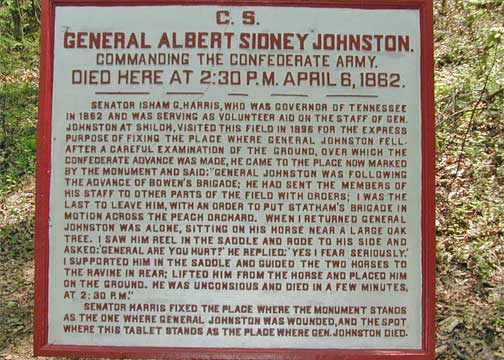 C. S.
GENERAL ALBERT SIDNEY JOHNSTON.
COMMANDING THE CONFEDERATE ARMY.
DIED HERE AT 2:30 P.M. APRIL 6, 1862.
SENATOR ISHAM G. HARRIS, WHO WAS GOVERNOR OF TENNESSEE
IN 1862 AND WAS SERVING AS VOLUNTEER AID ON THE STAFF OF GEN.
JOHNSTON AT SHILOH, VISITED THIS FIELD IN 1896 FOR THE EXPRESS
PURPOSE OF FIXING THE PLACE WHERE GENERAL JOHNSTON FELL.
AFTER A CAREFUL EXAMINATION OF THE GROUND, OVER WHICH THE
CONFEDERATE ADVANCE WAS MADE, HE CAME TO THE PLACE NOW MARKED
BY THE MONUMENT AND SAID: "GENERAL JOHNSTON WAS FOLLOWING
THE ADVANCE OF BOWEN'S BRIGADE; HE HAD SENT THE MEMBERS OF
HIS STAFF TO OTHER PARTS OF THE FIELD WITH ORDERS; I WAS THE
LAST TO LEAVE HIM, WITH AN ORDER TO PUT STATHAM'S BRIGADE IN
MOTION ACROSS THE PEACH ORCHARD. WHEN I RETURNED GENERAL
JOHNSTON WAS ALONE, SITTING ON HIS HORSE NEAR A LARGE OAK
TREE. I SAW HIM REEL IN THE SADDLE AND RODE TO HIS SIDE AND
ASKED: 'GENERAL ARE YOU HURT?' HE REPLIED: 'YES I FEAR SERIOUSLY.'
I SUPPORTED HIM IN THE SADDLE AND GUIDED THE TWO HORSES TO
THE RAVINE IN REAR; LIFTED HIM FROM THE HORSE AND PLACED HIM
ON THE GROUND. HE WAS UNCONSIOUS AND DIED IN A FEW MINUTES,
AT 2:30 P.M."
SENATOR HARRIS FIXED THE PLACE WHERE THE MONUMENT STANDS
AS THE ONE WHERE GENERAL JOHNSTON WAS WOUNDED, AND THE SPOT
WHERE THIS TABLET STANDS AS THE PLACE WHERE GEN. JOHNSTON DIED.